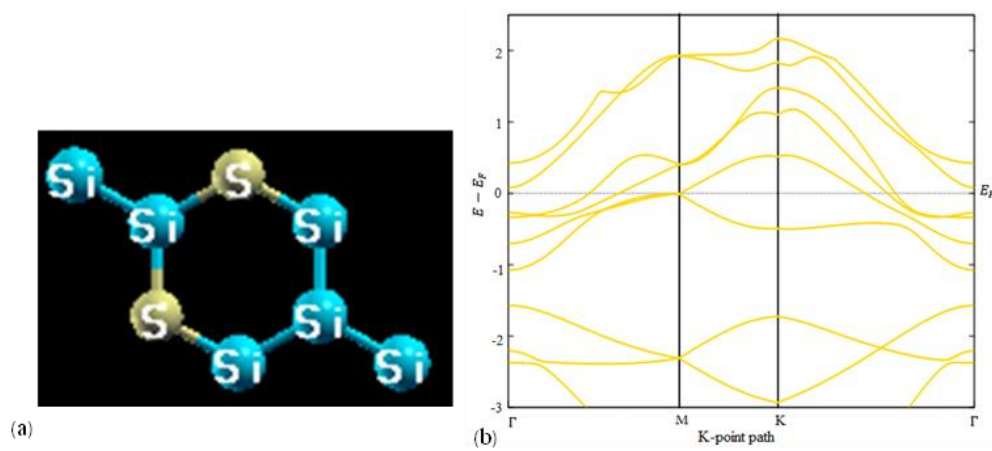 Si
S
Si
Si
S
Si
Si
Si
(a)
2
1
0
-1
-2
-3
E − E_F
E_F
Γ
M
K
Γ
K-point path
(b)